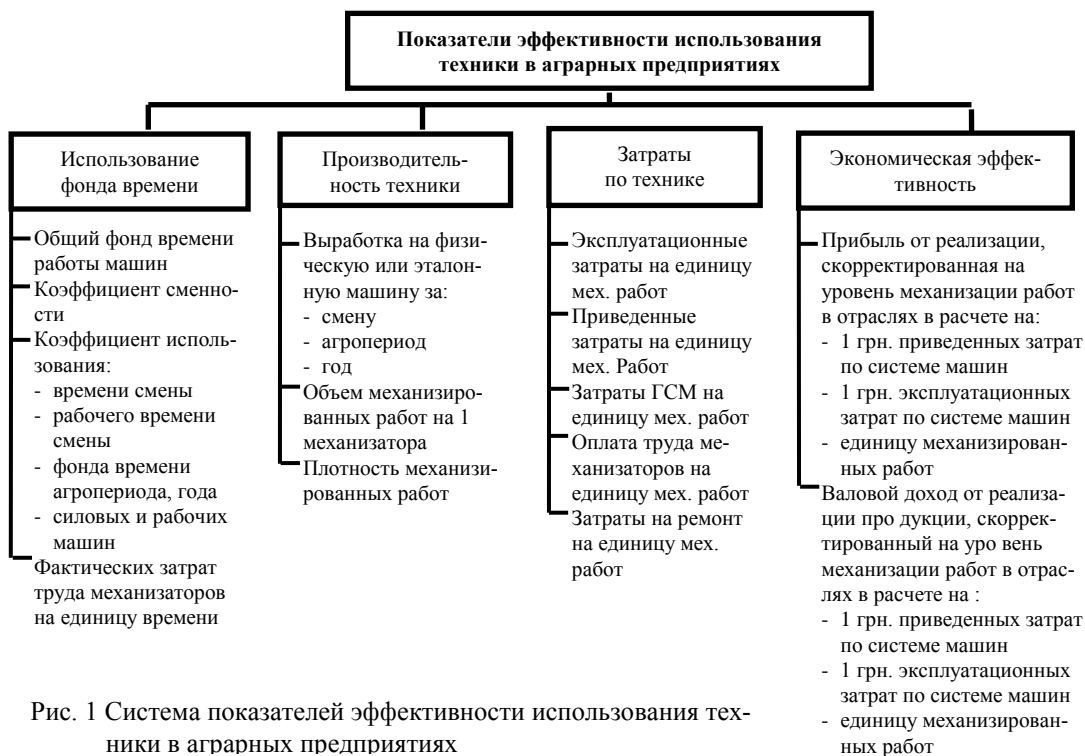 Показатели эффективности использования
техники в аграрных предприятиях
Использование
фонда времени
Общий фонд времени
работы машин
Коэффициент сменно-
сти
Коэффициент исполь-
зования:
- времени смены
- рабочего времени
смены
- фонда времени
агропериода, года
- силовых и рабочих
машин
Фактических затрат
труда механизаторов
на единицу времени
Производитель-
ность техники
Выработка на физи-
ческую или эталон-
ную машину за:
- смену
- агропериод
- год
Объем механизиро-
ванных работ на 1
механизатора
Плотность механизи-
рованных работ
Затраты
по технике
Эксплуатационные
затраты на единицу
мех. работ
Приведенные
затраты на единицу
мех. Работ
Затраты ГСМ на
единицу мех. работ
Оплата труда ме-
ханизаторов на
единицу мех. работ
Затраты на ремонт
на единицу мех.
работ
Экономическая эффек-
тивность
Прибыль от реализации,
скорректированная на
уровень механизации работ
в отраслях в расчете на:
- 1 грн. приведенных затрат
по системе машин
- 1 грн. эксплуатационных
затрат по системе машин
- единицу механизирован-
ных работ
Валовой доход от реализа-
ции про дукции, скоррек-
тированный на уро вень
механизации работ в отрас-
лях в расчете на :
- 1 грн. приведенных затрат
по системе машин
- 1 грн. эксплуатационных
затрат по системе машин
- единицу механизирован-
ных работ
Рис. 1 Система показателей эффективности использования тех-
ники в аграрных предприятиях